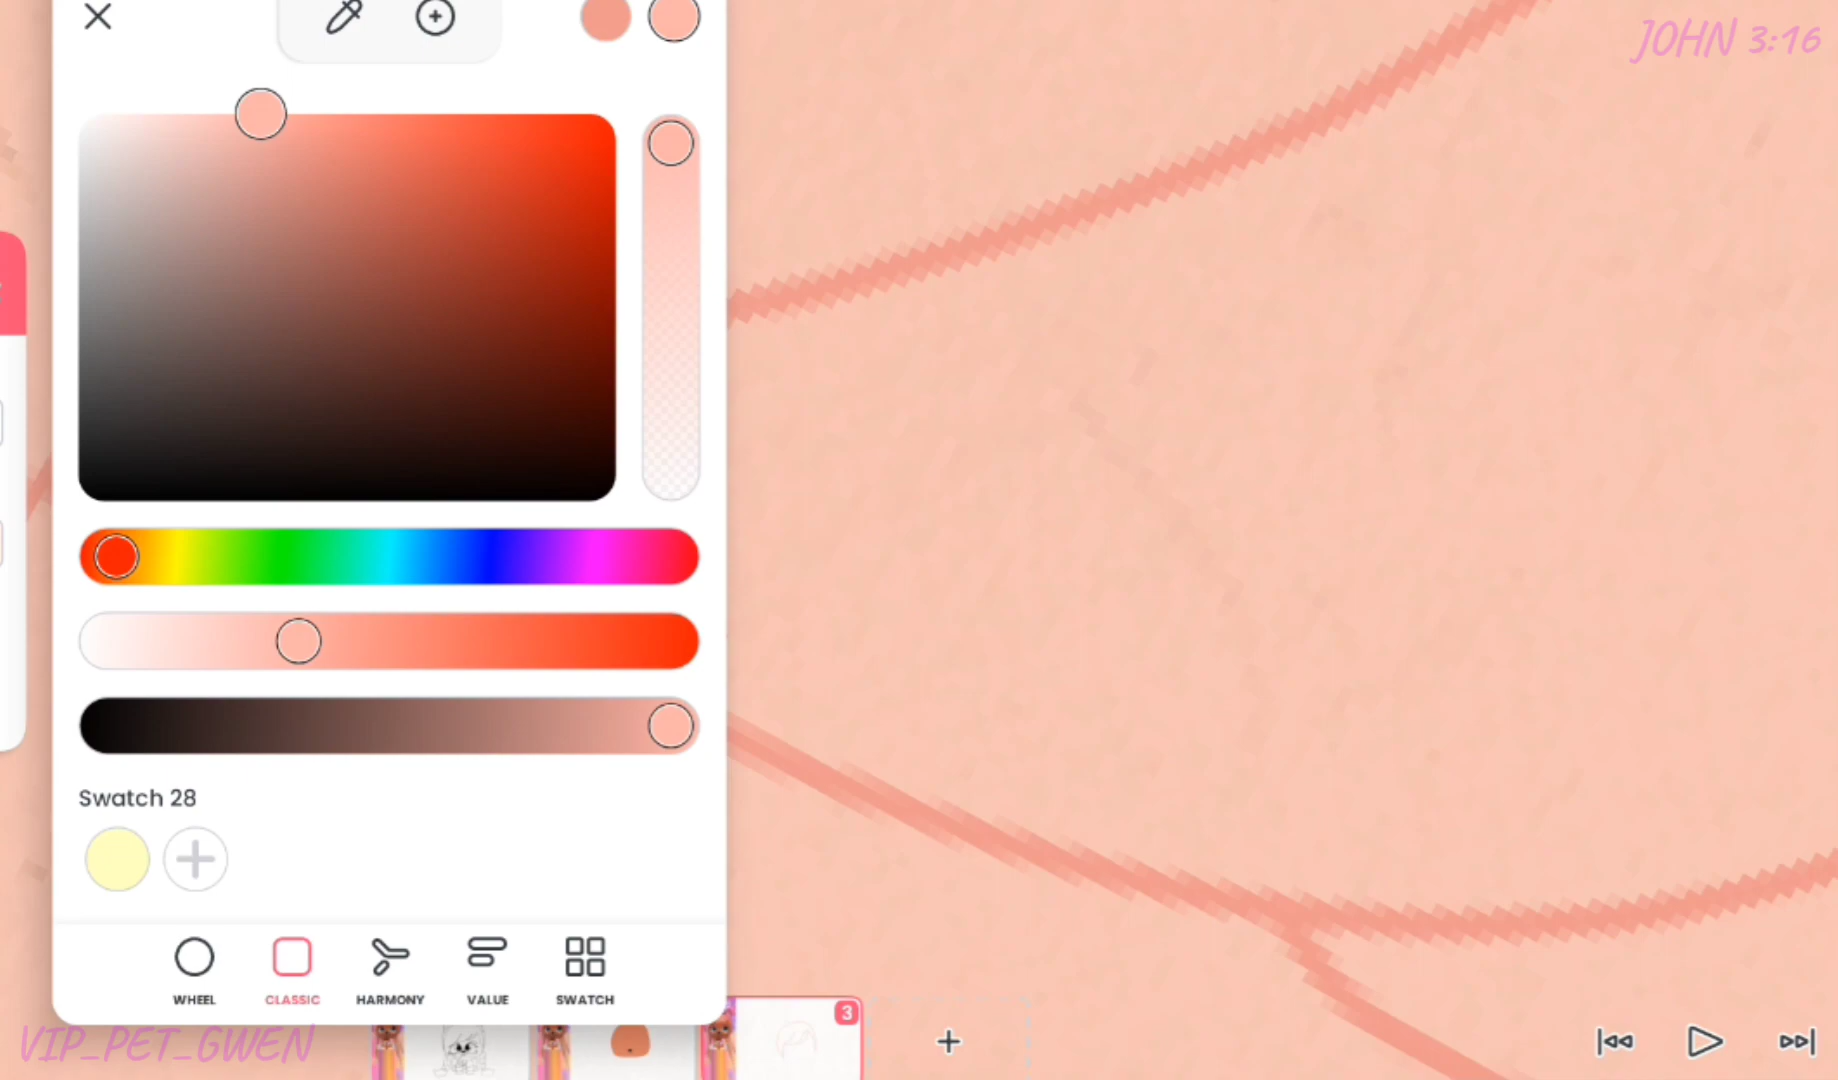 JOHN 3:16
Swatch 28
WHEEL
CLASSIC
HARMONY
VALUE
SWATCH
3
VIP_PET_GWEN